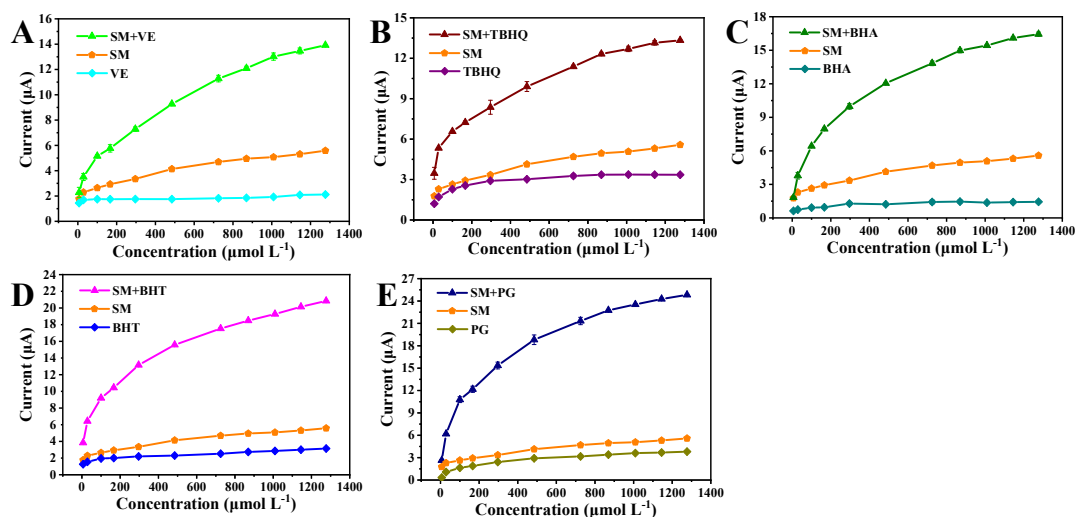 A
SM+VE
SM
VE
Current (μA)
16
14
12
10
8
6
4
2
0
0 200 400 600 800 1000 1200 1400
Concentration (μmol L-1)
B
SM+TBHQ
SM
TBHQ
Current (μA)
15
12
9
6
3
0
0 200 400 600 800 1000 1200 1400
Concentration (μmol L-1)
C
SM+BHA
SM
BHA
Current (μA)
18
15
12
9
6
3
0
0 200 400 600 800 1000 1200 1400
Concentration (μmol L-1)
D
SM+BHT
SM
BHT
Current (μA)
24
22
20
18
16
14
12
10
8
6
4
2
0
0 200 400 600 800 1000 1200 1400
Concentration (μmol L-1)
E
SM+PG
SM
PG
Current (μA)
27
24
21
18
15
12
9
6
3
0
0 200 400 600 800 1000 1200 1400
Concentration (μmol L-1)